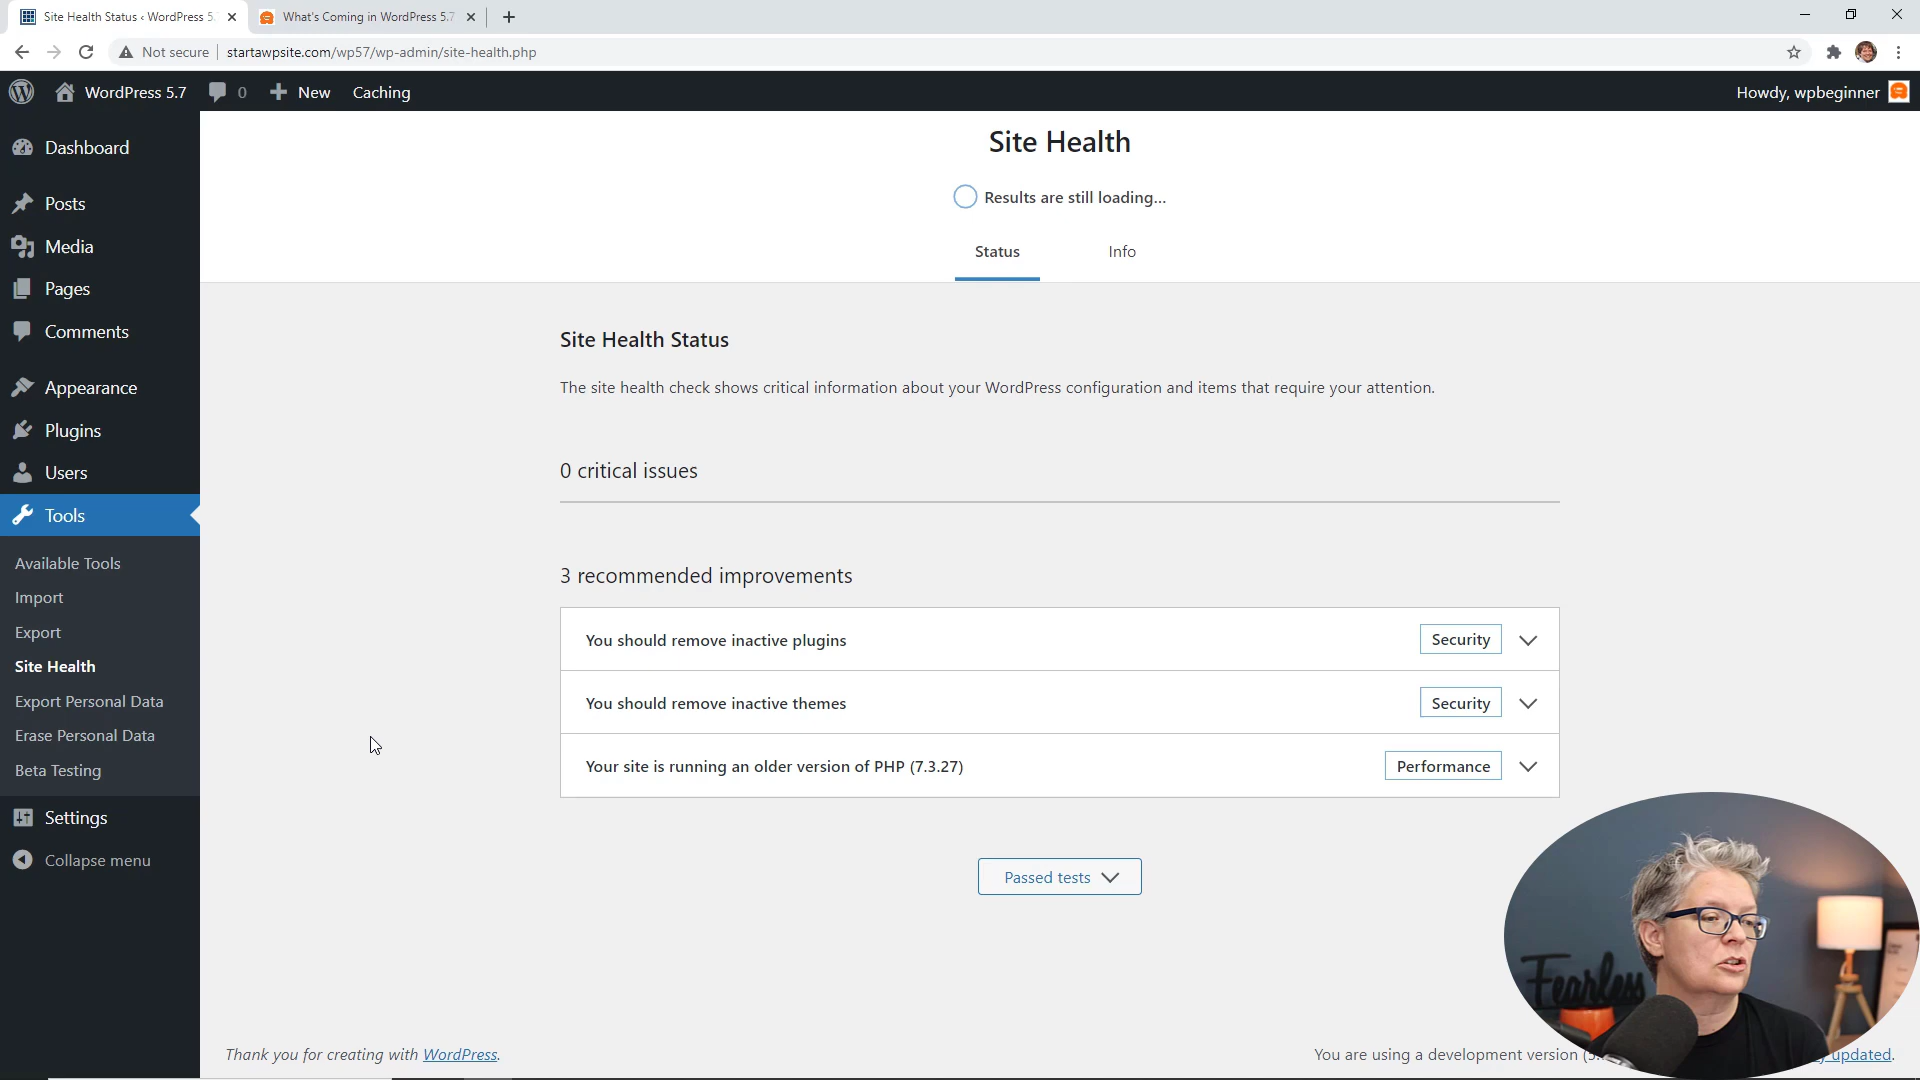 Site Health Status ‹ WordPress 5.
What's Coming in WordPress 5.7
Not secure
startawpsite.com/wp57/wp-admin/site-health.php
WordPress 5.7
0
New
Caching
Howdy, wpbeginner
Dashboard
Posts
Media
Pages
Comments
Appearance
Plugins
Users
Tools
Available Tools
Import
Export
Site Health
Export Personal Data
Erase Personal Data
Beta Testing
Settings
Collapse menu
Site Health
Results are still loading...
Status
Info
Site Health Status
The site health check shows critical information about your WordPress configuration and items that require your attention.
0 critical issues
3 recommended improvements
You should remove inactive plugins
Security
You should remove inactive themes
Security
Your site is running an older version of PHP (7.3.27)
Performance
Passed tests
Fearless
Thank you for creating with WordPress.
You are using a development version (5. updated.